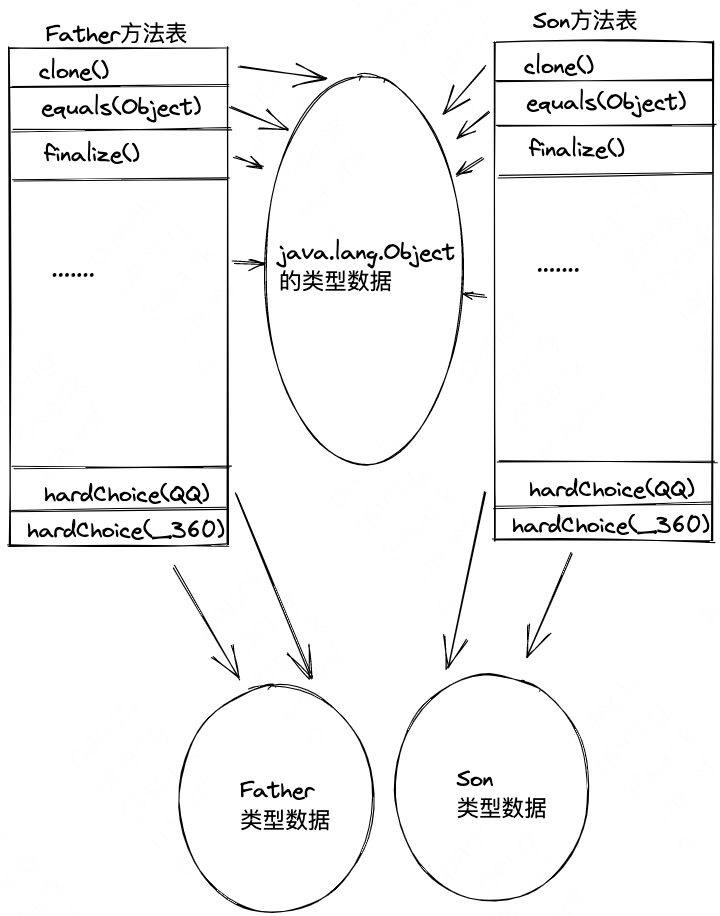 Father方法表
clone()
equals(Object)
finalize()
.......
hardChoice(QQ)
hardChoice(_360)
java.lang.Object
的类型数据
Son方法表
clone()
equals(Object)
finalize()
.......
hardChoice(QQ)
hardChoice(_360)
Father
类型数据
Son
类型数据